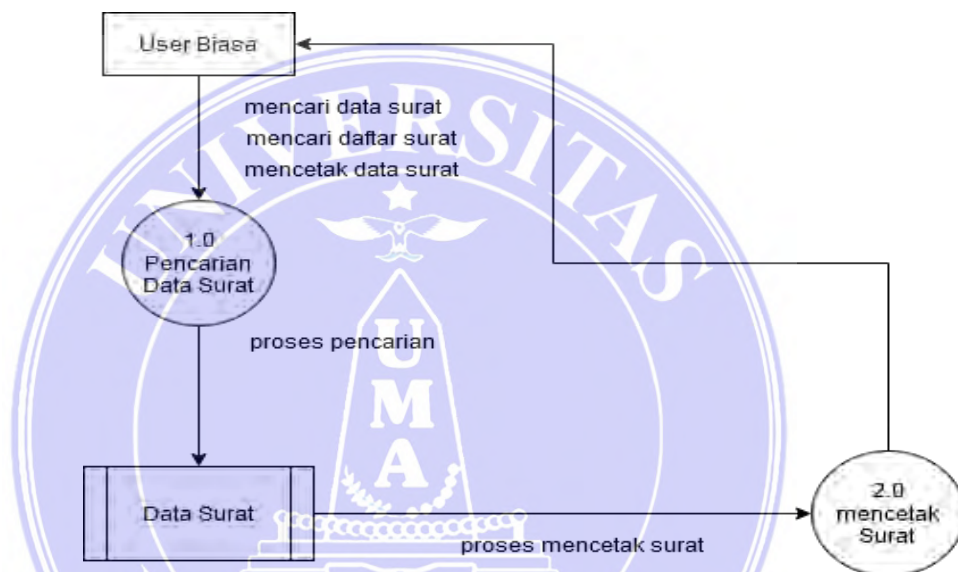 User Biasa
mencari data surat
mencari daftar surat
mencetak data surat
UNIVERSITAS
1.0
Pencarian
Data Surat
proses pencarian
U
M
A
Data Surat
2.0
mencetak
Surat
proses mencetak surat